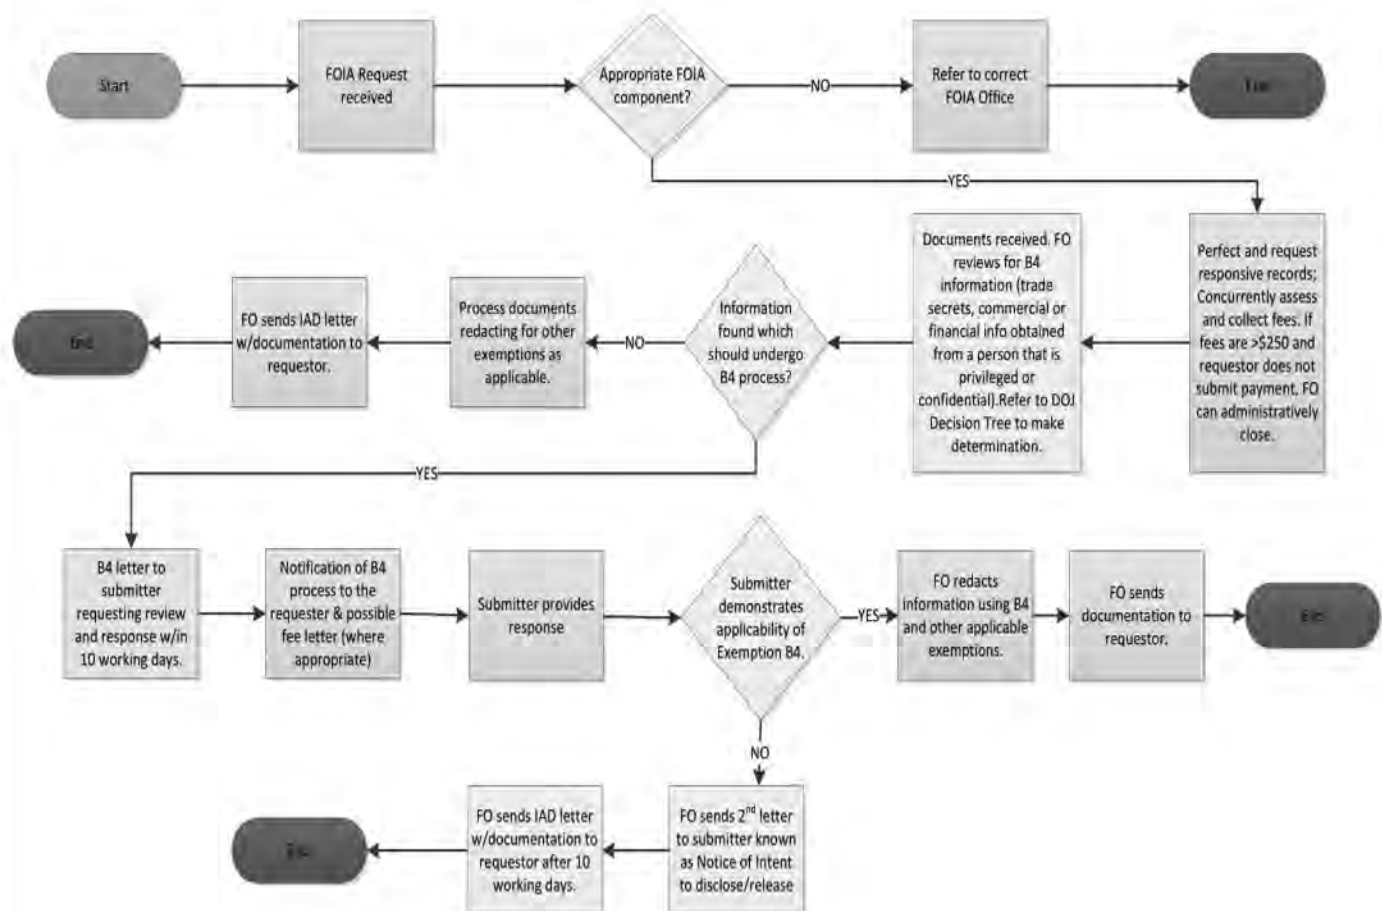 Start
FOIA Request
received
Appropriate FOIA
component?
NO
Refer to correct
FOIA Office
End
YES
Perfect and request
responsive records;
Concurrently assess
and collect fees. If
fees are >$250 and
requestor does not
submit payment, FO
can administratively
close.
Documents received. FO
reviews for B4
information (trade
secrets, commercial or
financial info obtained
from a person that is
privileged or
confidential).Refer to DOJ
Decision Tree to make
determination.
Information
found which
should undergo
B4 process?
NO
Process documents
redacting for other
exemptions as
applicable.
FO sends IAD letter
w/documentation to
requestor.
End
YES
B4 letter to
submitter
requesting review
and response w/in
10 working days.
Notification of B4
process to the
requester & possible
fee letter (where
appropriate)
Submitter provides
response
Submitter
demonstrates
applicability of
Exemption B4.
YES
FO redacts
information using B4
and other applicable
exemptions.
FO sends
documentation to
requestor.
End
NO
FO sends 2nd letter
to submitter known
as Notice of Intent
to disclose/release
FO sends IAD letter
w/documentation to
requestor after 10
working days.
End